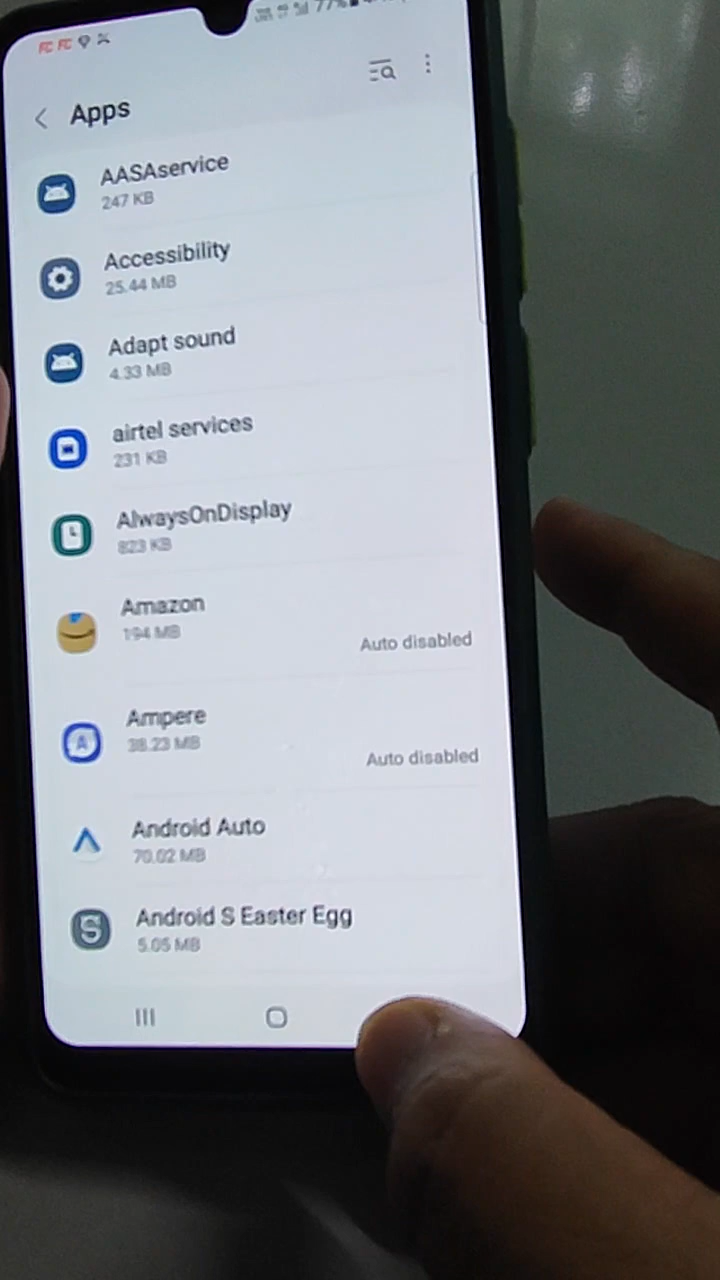 77%
Apps
AASAservice
247 KB
Accessibility
25.44 MB
Adapt sound
4.33 MB
airtel services
231 KB
AlwaysOnDisplay
823 KB
Amazon
194 MB
Auto disabled
Ampere
38.23 MB
Auto disabled
A
Android Auto
70.02 MB
Android S Easter Egg
S
5.05 MB